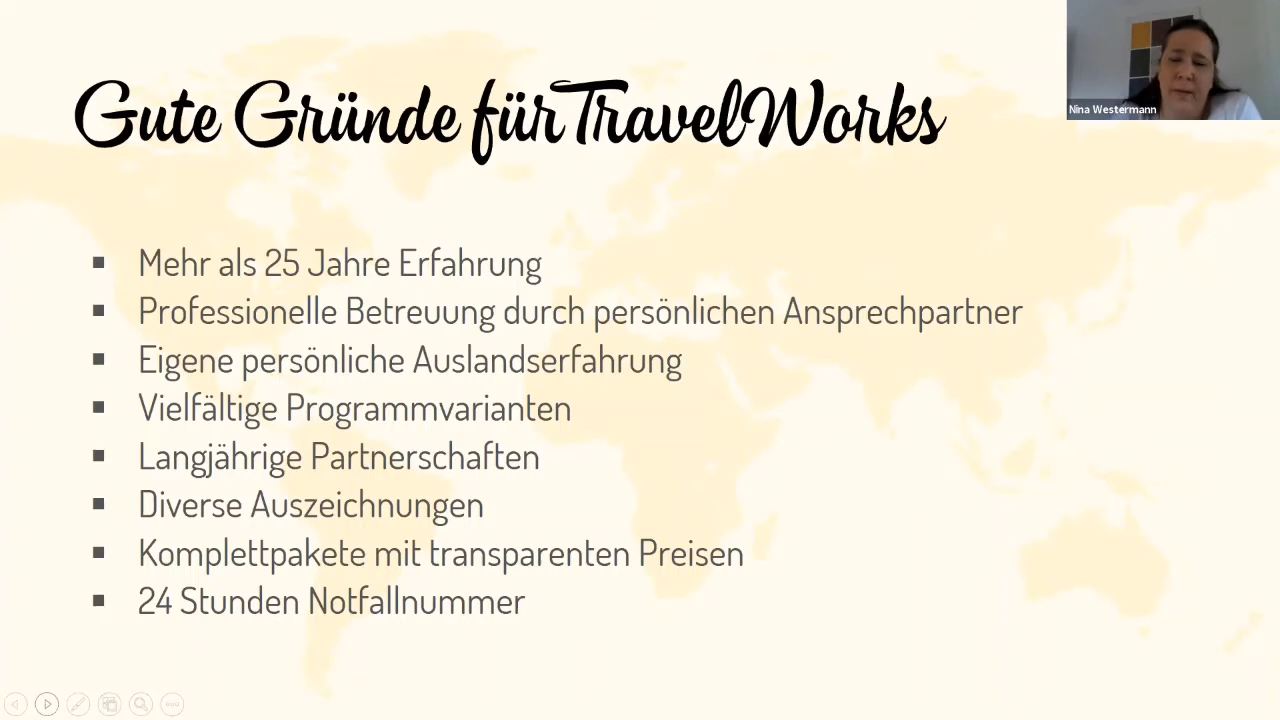 Gute Gründe für TravelWorks
Nina Westermann
Mehr als 25 Jahre Erfahrung
Professionelle Betreuung durch persönlichen Ansprechpartner
Eigene persönliche Auslandserfahrung
Vielfältige Programmvarianten
Langjährige Partnerschaften
Diverse Auszeichnungen
Komplettpakete mit transparenten Preisen
24 Stunden Notfallnummer